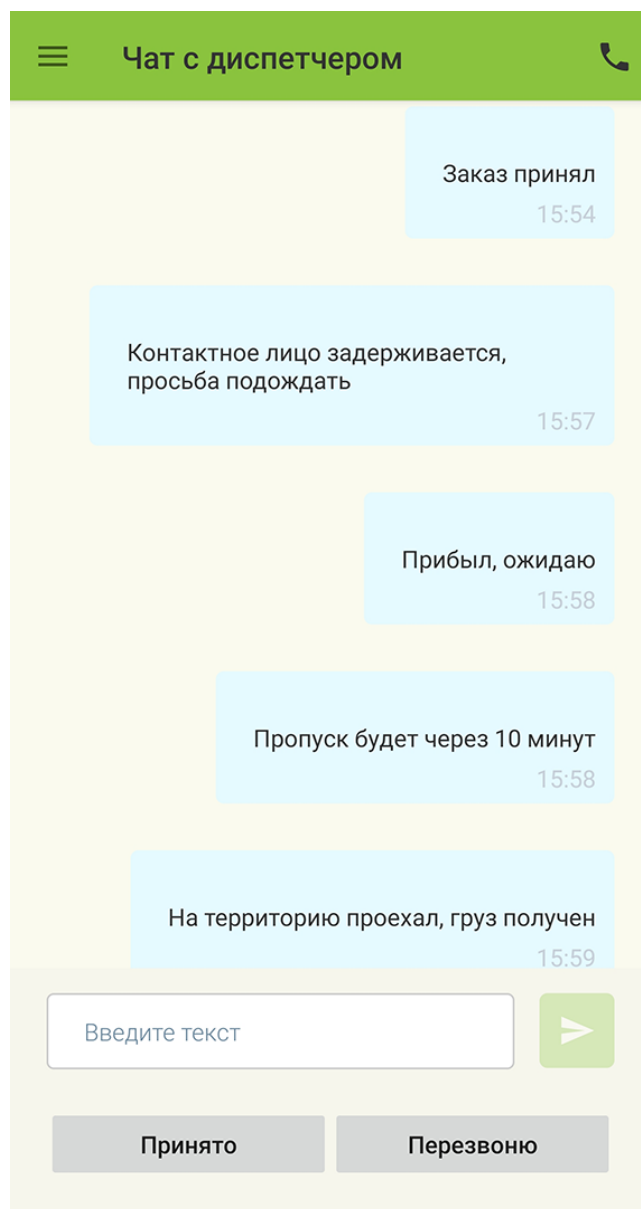 Чат с диспетчером
Заказ принял
15:54
Контактное лицо задерживается,
просьба подождать
15:57
Прибыл, ожидаю
15:58
Пропуск будет через 10 минут
15:58
На территорию проехал, груз получен
15:59
Введите текст
Принято
Перезвоню